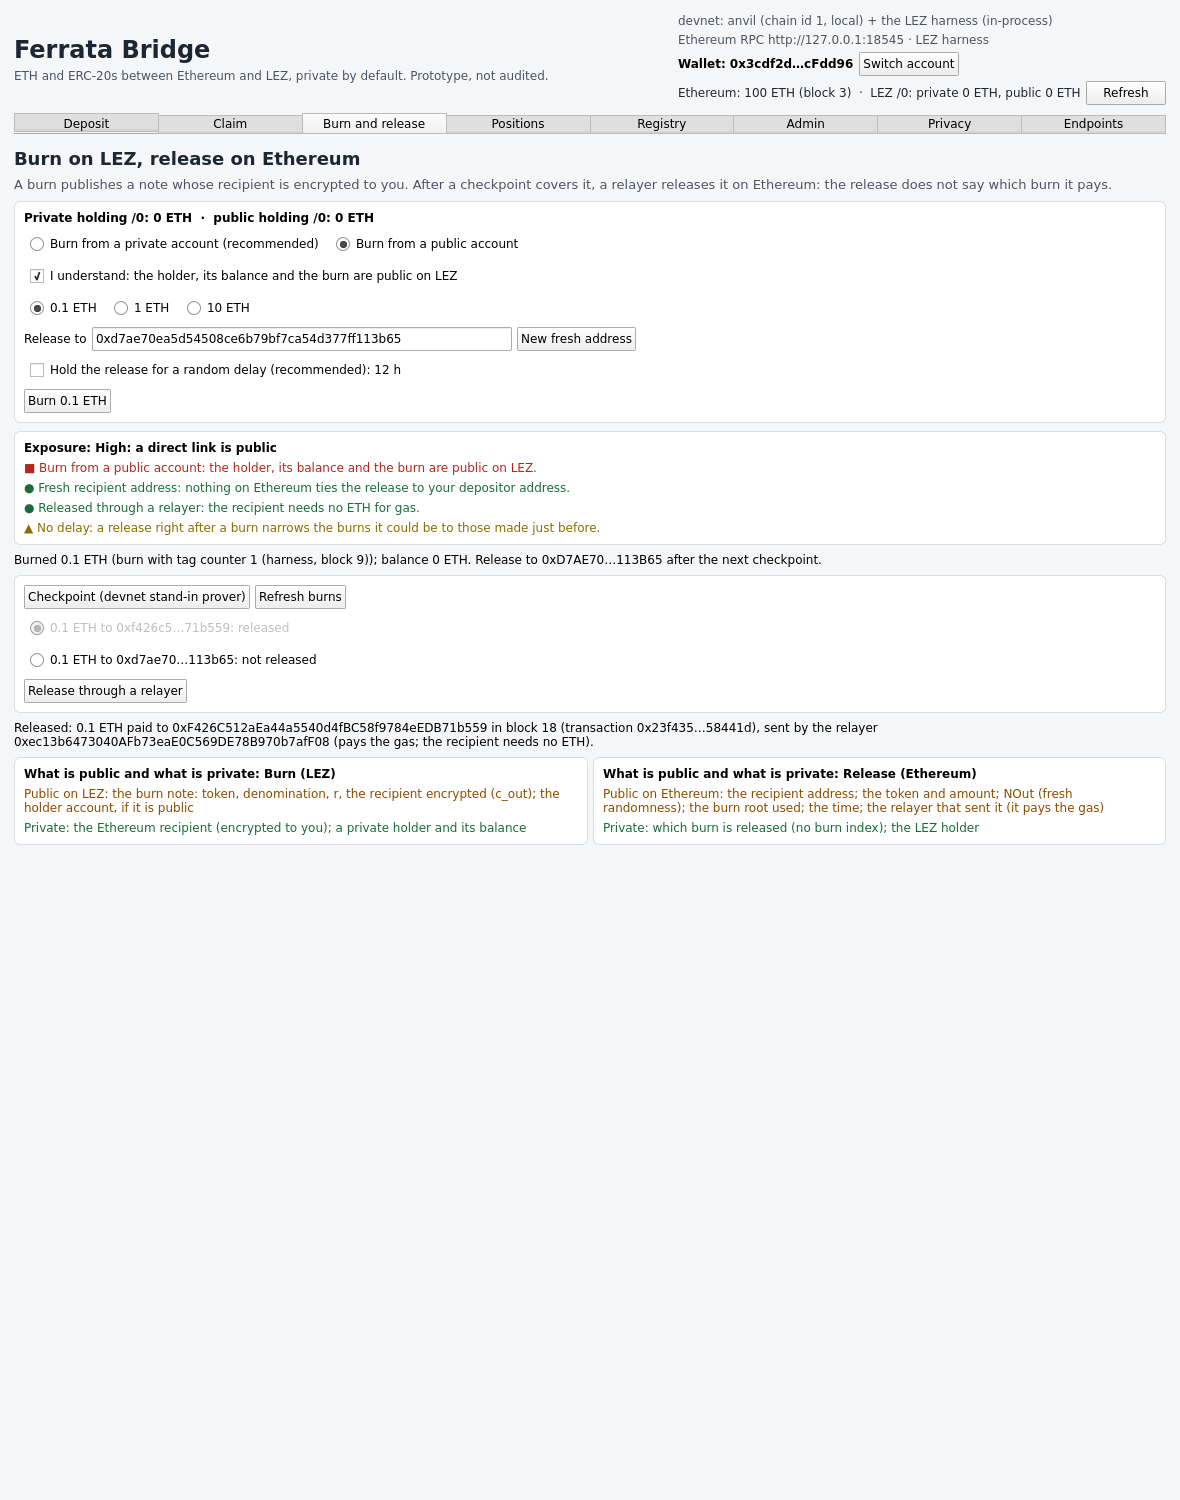 devnet: anvil (chain id 1, local) + the LEZ harness (in-process)
Ferrata Bridge
Ethereum RPC http://127.0.0.1:18545 · LEZ harness
ETH and ERC-20s between Ethereum and LEZ, private by default. Prototype, not audited.
Wallet: 0x3cdf2d…cFdd96 Switch account
Ethereum: 100 ETH (block 3) · LEZ /0: private 0 ETH, public 0 ETH Refresh
Deposit Claim Burn and release Positions Registry Admin Privacy Endpoints
Burn on LEZ, release on Ethereum
A burn publishes a note whose recipient is encrypted to you. After a checkpoint covers it, a relayer releases it on Ethereum: the release does not say which burn it pays.
Private holding /0: 0 ETH · public holding /0: 0 ETH
Burn from a private account (recommended) Burn from a public account
I understand: the holder, its balance and the burn are public on LEZ
0.1 ETH 1 ETH 10 ETH
Release to 0xd7ae70ea5d54508ce6b79bf7ca54d377ff113b65 New fresh address
Hold the release for a random delay (recommended): 12 h
Burn 0.1 ETH
Exposure: High: a direct link is public
■ Burn from a public account: the holder, its balance and the burn are public on LEZ.
● Fresh recipient address: nothing on Ethereum ties the release to your depositor address.
● Released through a relayer: the recipient needs no ETH for gas.
▲ No delay: a release right after a burn narrows the burns it could be to those made just before.
Burned 0.1 ETH (burn with tag counter 1 (harness, block 9)); balance 0 ETH. Release to 0xD7AE70…113B65 after the next checkpoint.
Checkpoint (devnet stand-in prover) Refresh burns
0.1 ETH to 0xf426c5…71b559: released
0.1 ETH to 0xd7ae70…113b65: not released
Release through a relayer
Released: 0.1 ETH paid to 0xF426C512aEa44a5540d4fBC58f9784eEDB71b559 in block 18 (transaction 0x23f435…58441d), sent by the relayer
0xec13b6473040AFb73eaE0C569DE78B970b7afF08 (pays the gas; the recipient needs no ETH).
What is public and what is private: Burn (LEZ)
Public on LEZ: the burn note: token, denomination, r, the recipient encrypted (c_out); the
holder account, if it is public
Private: the Ethereum recipient (encrypted to you); a private holder and its balance
What is public and what is private: Release (Ethereum)
Public on Ethereum: the recipient address; the token and amount; NOut (fresh
randomness); the burn root used; the time; the relayer that sent it (it pays the gas)
Private: which burn is released (no burn index); the LEZ holder